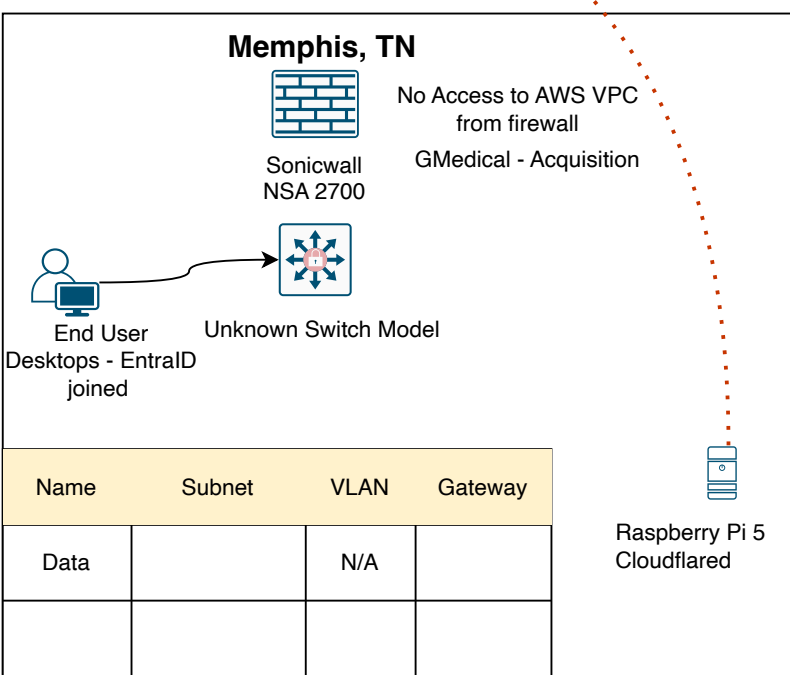 Memphis, TN
No Access to AWS VPC
from firewall
GMedical - Acquisition
Sonicwall
NSA 2700
End User
Desktops - EntraID
joined
Unknown Switch Model
Name Subnet VLAN Gateway
Data N/A
Raspberry Pi 5
Cloudflared